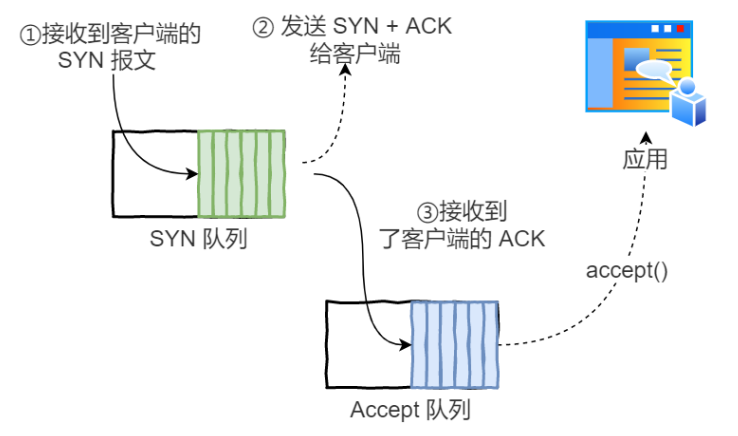 ①接收到客户端的
SYN 报文
② 发送 SYN + ACK
给客户端
SYN 队列
③接收到
了客户端的 ACK
Accept 队列
accept()
应用